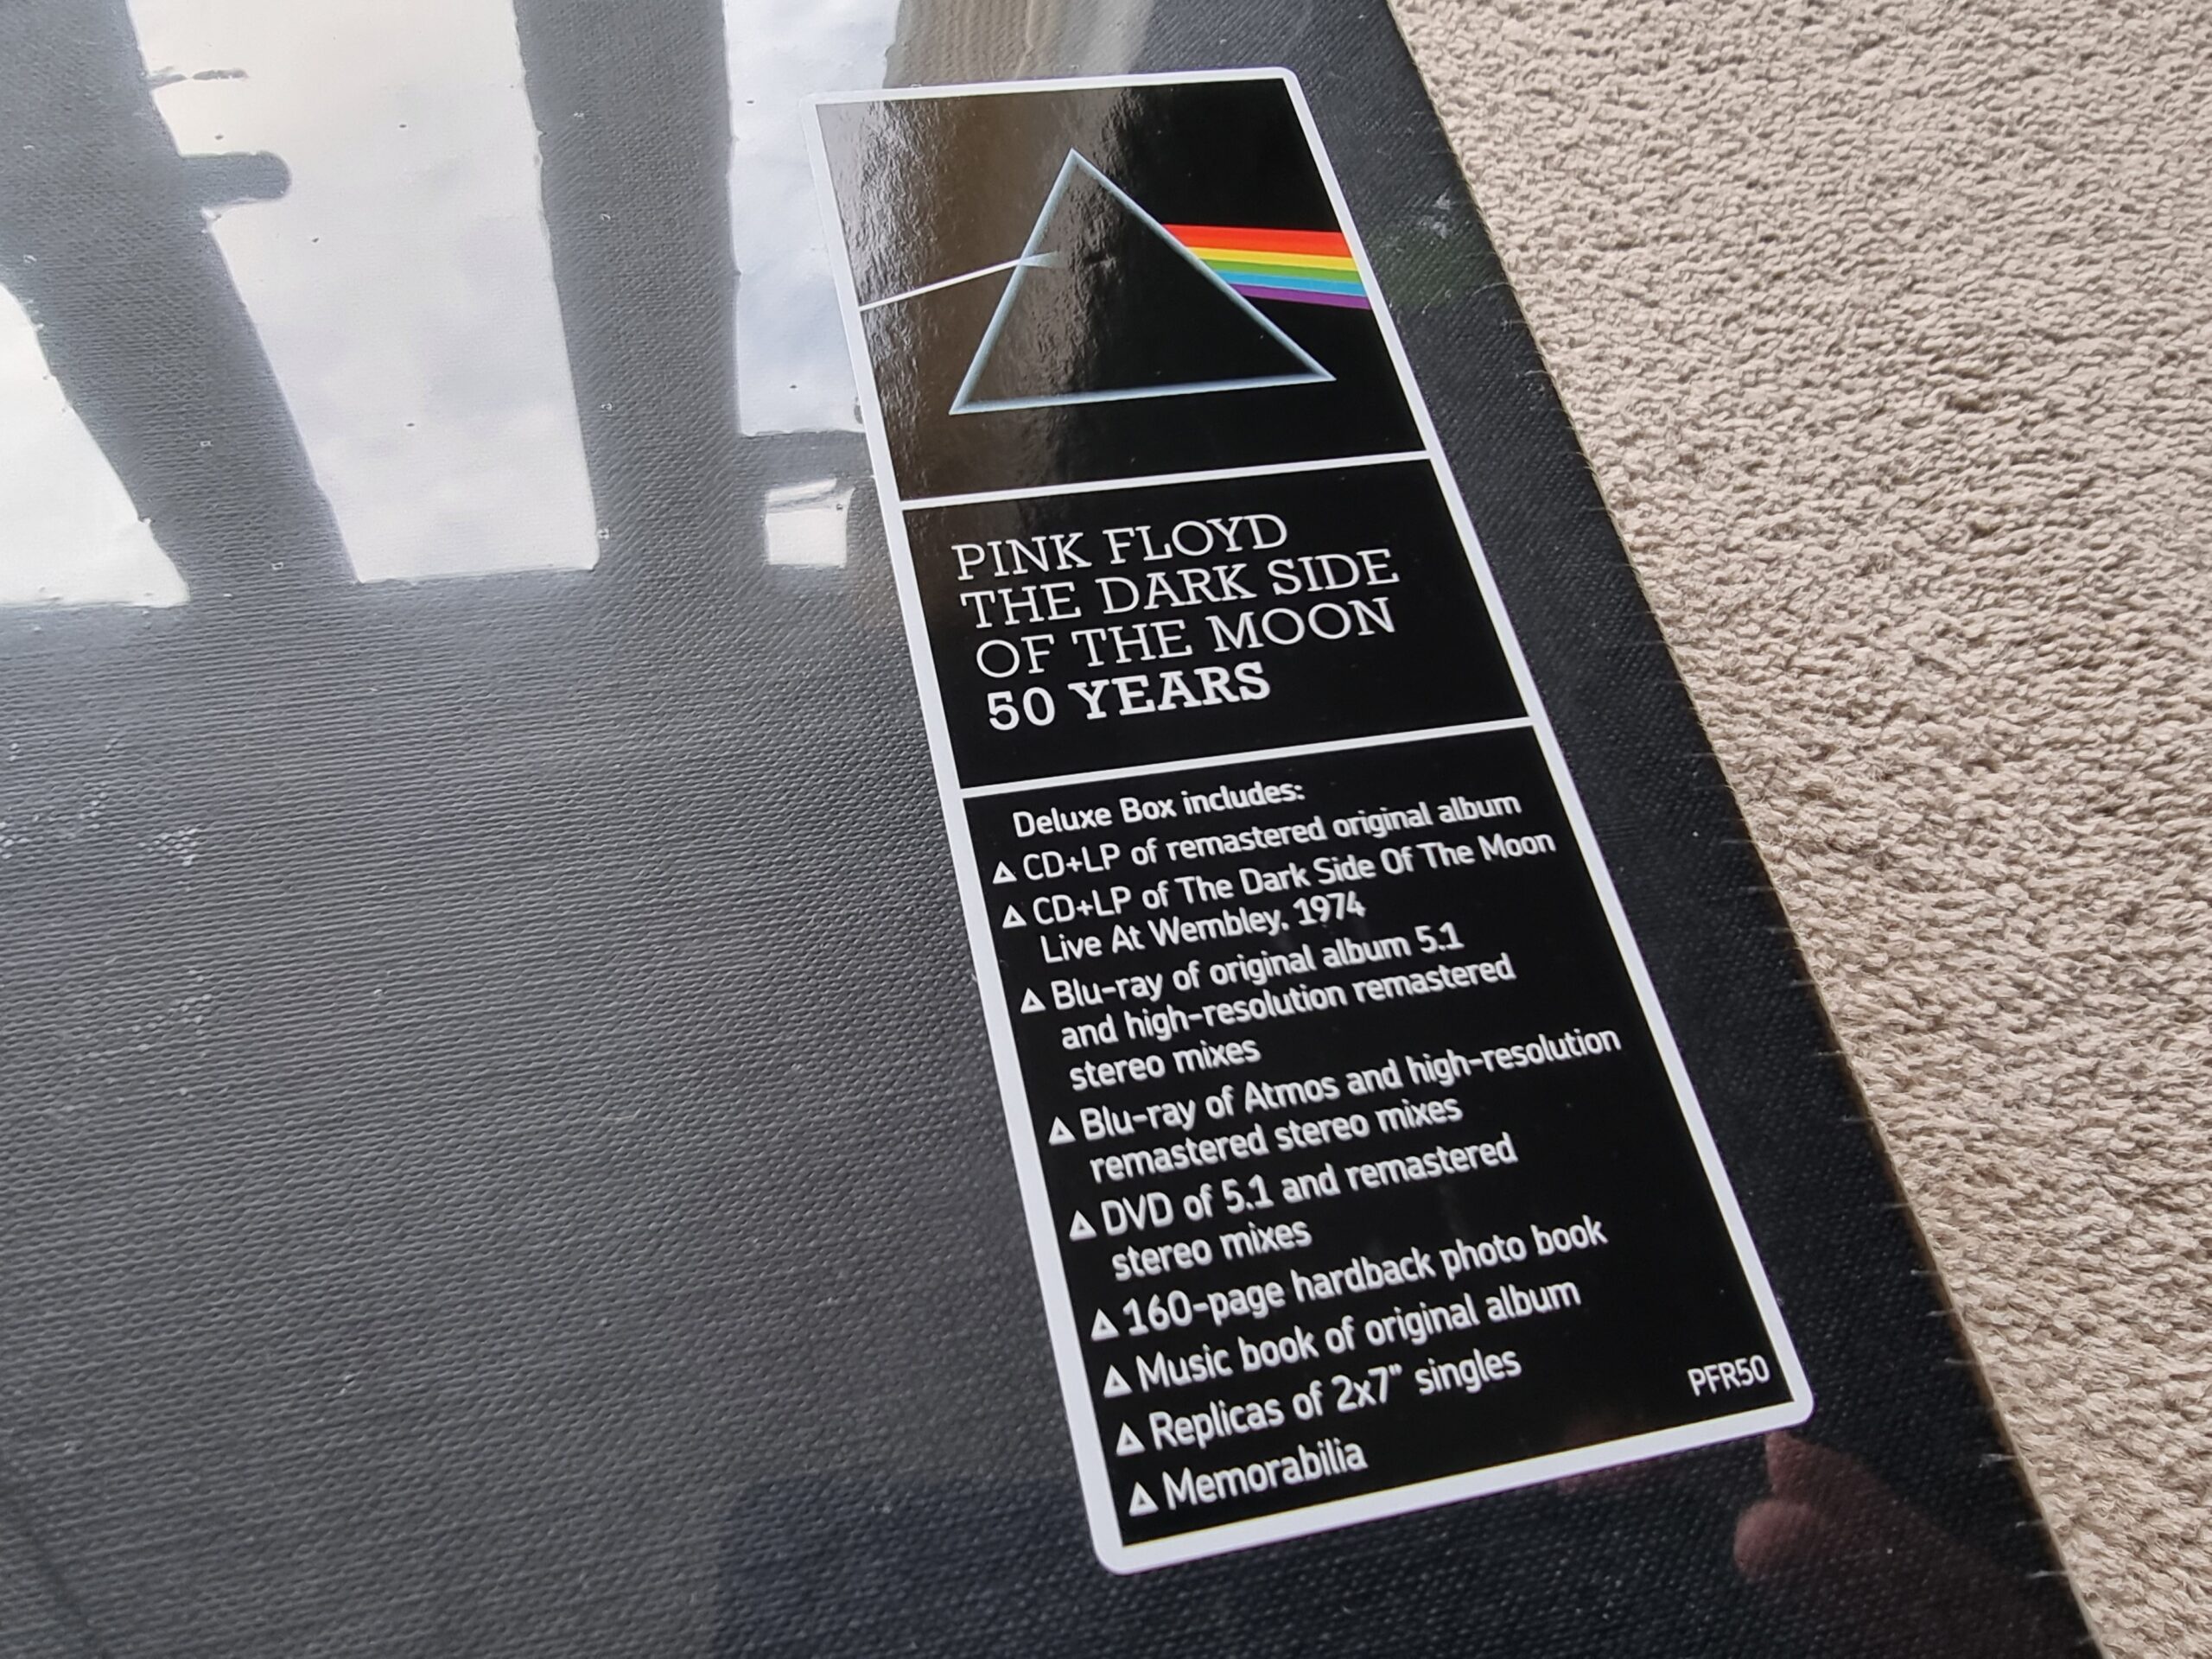 PINK FLOYD
THE DARK SIDE
OF THE MOON
50 YEARS
Deluxe Box includes:
CD+LP of remastered original album
CD+LP of The Dark Side Of The Moon
Live At Wembley, 1974
Blu-ray of original album 5.1
and high-resolution remastered
stereo mixes
Blu-ray of Atmos and high-resolution
remastered stereo mixes
DVD of 5.1 and remastered
stereo mixes
160-page hardback photo book
Music book of original album
Replicas of 2x7" singles
Memorabilia
PFR50